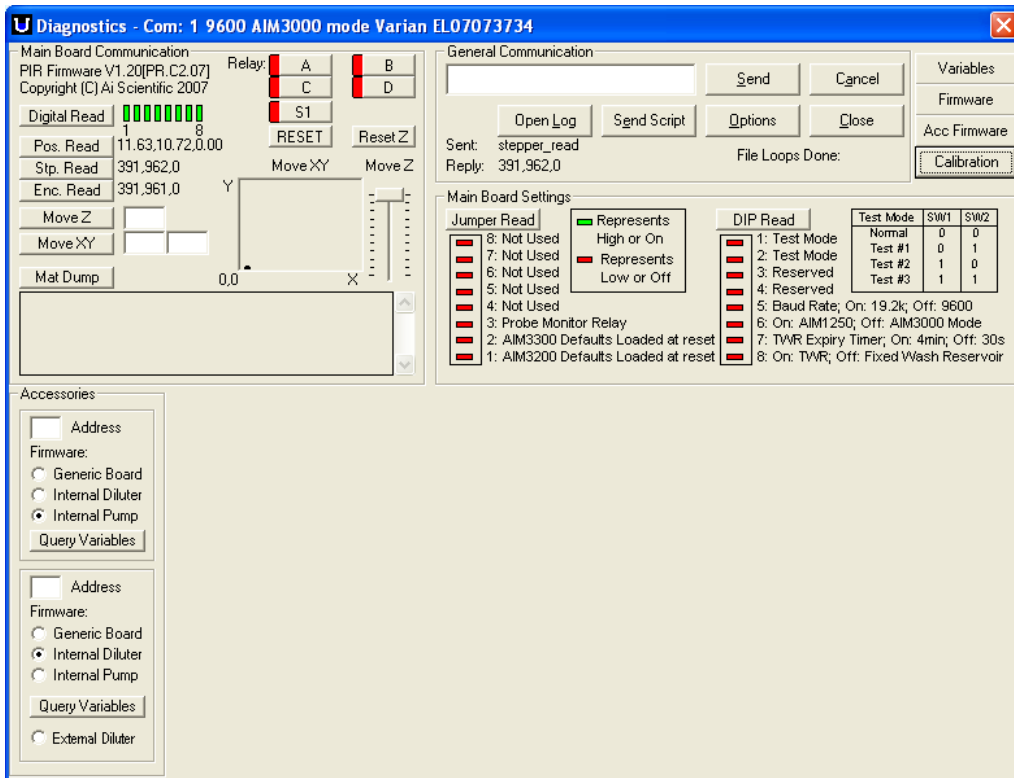 Diagnostics - Com: 1 9600 AIM3000 mode Varian EL07073734
Main Board Communication
PIR Firmware V1.20[PR.C2.07]
Copyright (C) Ai Scientific 2007
Relay:
A
B
C
D
S1
RESET
Reset Z
Digital Read
1 8
Pos. Read 11.63,10.72,0.00
Stp. Read 391,962,0
Enc. Read 391,961,0
Move Z
Move XY
Mat Dump
Move XY
Move Z
Y
0,0
X
General Communication
Send
Cancel
Open Log
Send Script
Options
Close
Sent: stepper_read
Reply: 391,962,0
File Loops Done:
Variables
Firmware
Acc Firmware
Calibration
Main Board Settings
Jumper Read
8: Not Used
7: Not Used
6: Not Used
5: Not Used
4: Not Used
3: Probe Monitor Relay
2: AIM3300 Defaults Loaded at reset
1: AIM3200 Defaults Loaded at reset
Represents
High or On
Represents
Low or Off
DIP Read
1: Test Mode
2: Test Mode
3: Reserved
4: Reserved
5: Baud Rate; On: 19.2k; Off: 9600
6: On: AIM1250; Off: AIM3000 Mode
7: TWR Expiry Timer; On: 4min, Off: 30s
8: On: TWR; Off: Fixed Wash Reservoir
Test Mode SW1 SW2
Normal 0 0
Test #1 0 1
Test #2 1 0
Test #3 1 1
Accessories
Address
Firmware:
Generic Board
Internal Diluter
Internal Pump
Query Variables
Address
Firmware:
Generic Board
Internal Diluter
Internal Pump
Query Variables
External Diluter